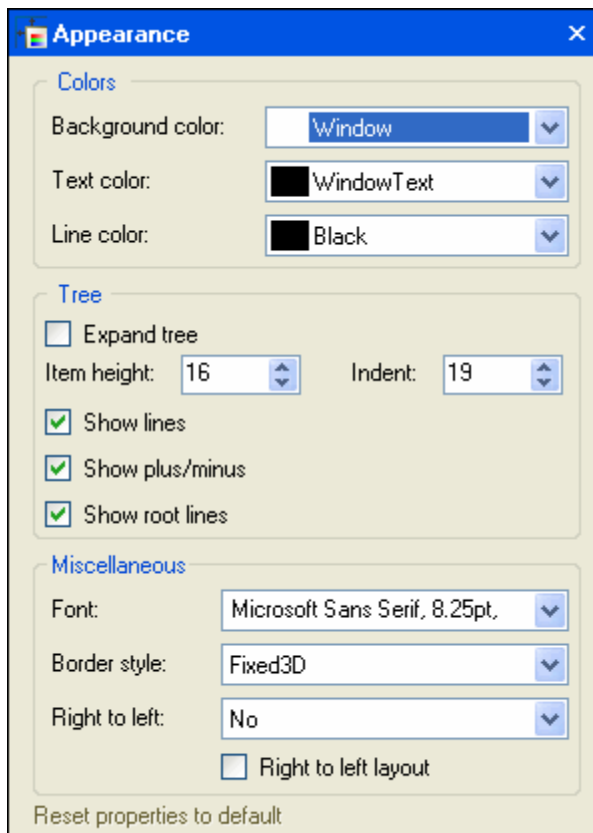 Appearance
Colors
Background color: Window
Text color: WindowText
Line color: Black
Tree
Expand tree
Item height: 16 Indent: 19
Show lines
Show plus/minus
Show root lines
Miscellaneous
Font: Microsoft Sans Serif, 8.25pt,
Border style: Fixed3D
Right to left: No
Right to left layout
Reset properties to default